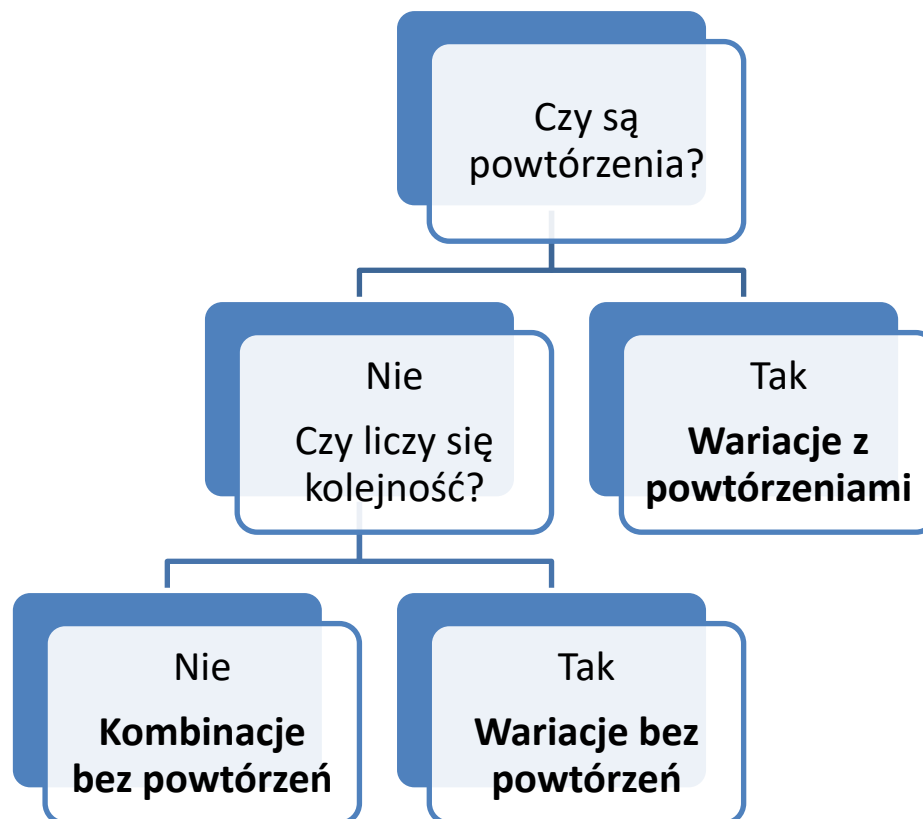 Czy są
powtórzenia?
Nie
Czy liczy się
kolejność?
Tak
Wariacje z
powtórzeniami
Nie
Kombinacje
bez powtórzeń
Tak
Wariacje bez
powtórzeń